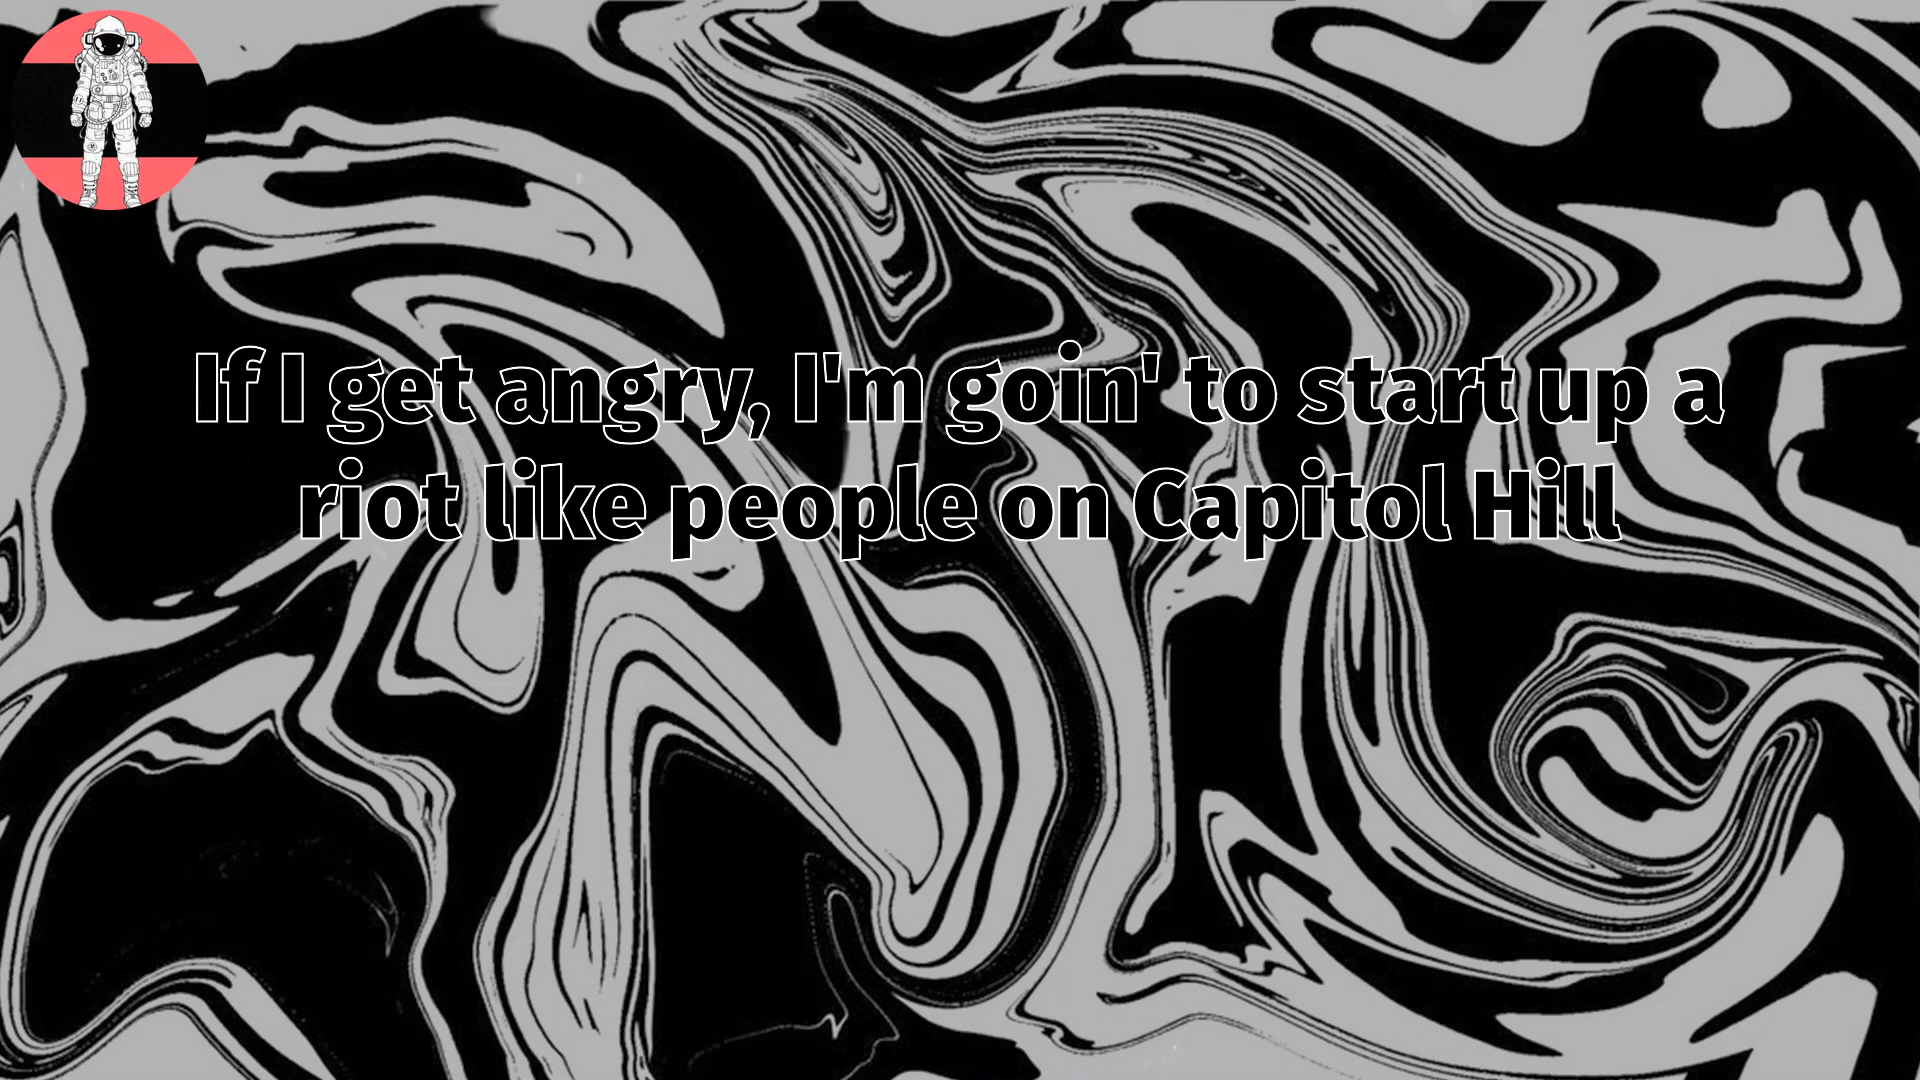 If I get angry, I'm goin' to start up a
riot like people on Capitol Hill